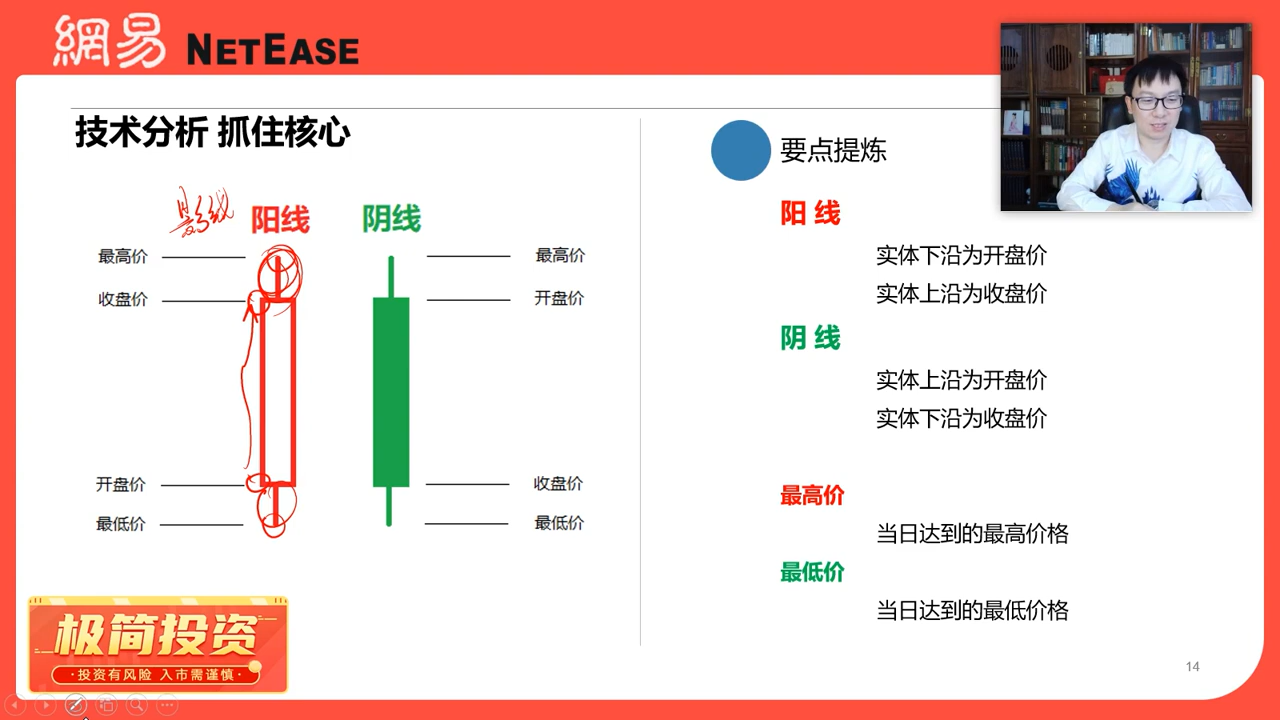 網易 NETEASE
技术分析 抓住核心
影线
阳线 阴线
最高价 最高价
收盘价 开盘价
开盘价 收盘价
最低价 最低价
要点提炼
阳 线
实体下沿为开盘价
实体上沿为收盘价
阴 线
实体上沿为开盘价
实体下沿为收盘价
最高价
当日达到的最高价格
最低价
当日达到的最低价格
极简投资
·投资有风险 入市需谨慎·
14